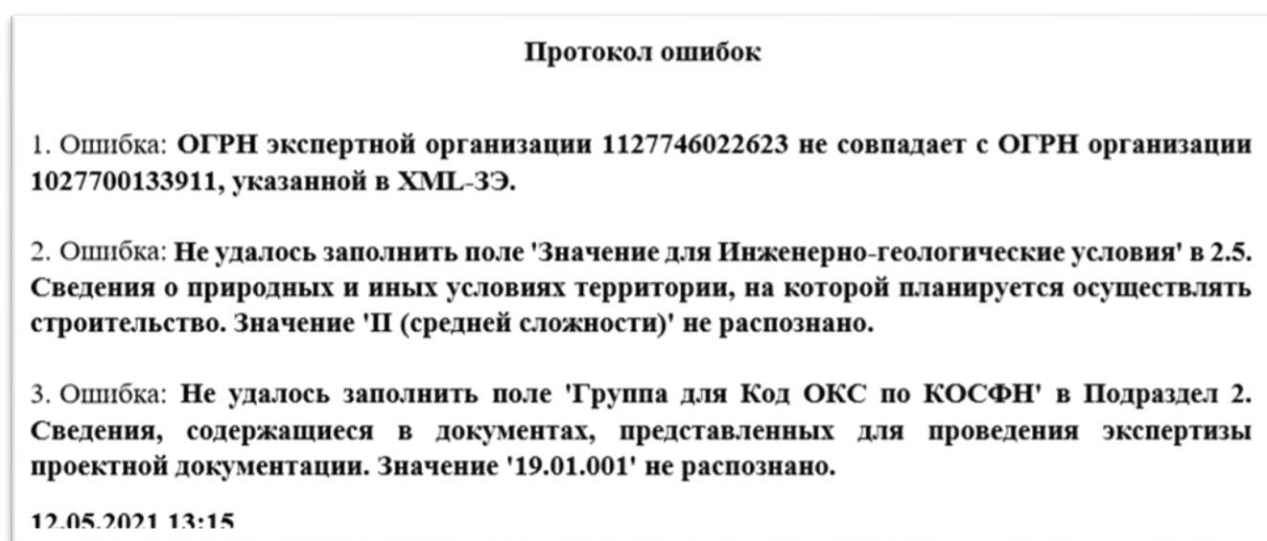 Протокол ошибок
1. Ошибка: ОГРН экспертной организации 1127746022623 не совпадает с ОГРН организации
1027700133911, указанной в XML-ЗЭ.
2. Ошибка: Не удалось заполнить поле 'Значение для Инженерно-геологические условия' в 2.5.
Сведения о природных и иных условиях территории, на которой планируется осуществлять
строительство. Значение 'II (средней сложности)' не распознано.
3. Ошибка: Не удалось заполнить поле 'Группа для Код ОКС по КОСФН' в Подраздел 2.
Сведения, содержащиеся в документах, представленных для проведения экспертизы
проектной документации. Значение '19.01.001' не распознано.
12.05.2021 13:15